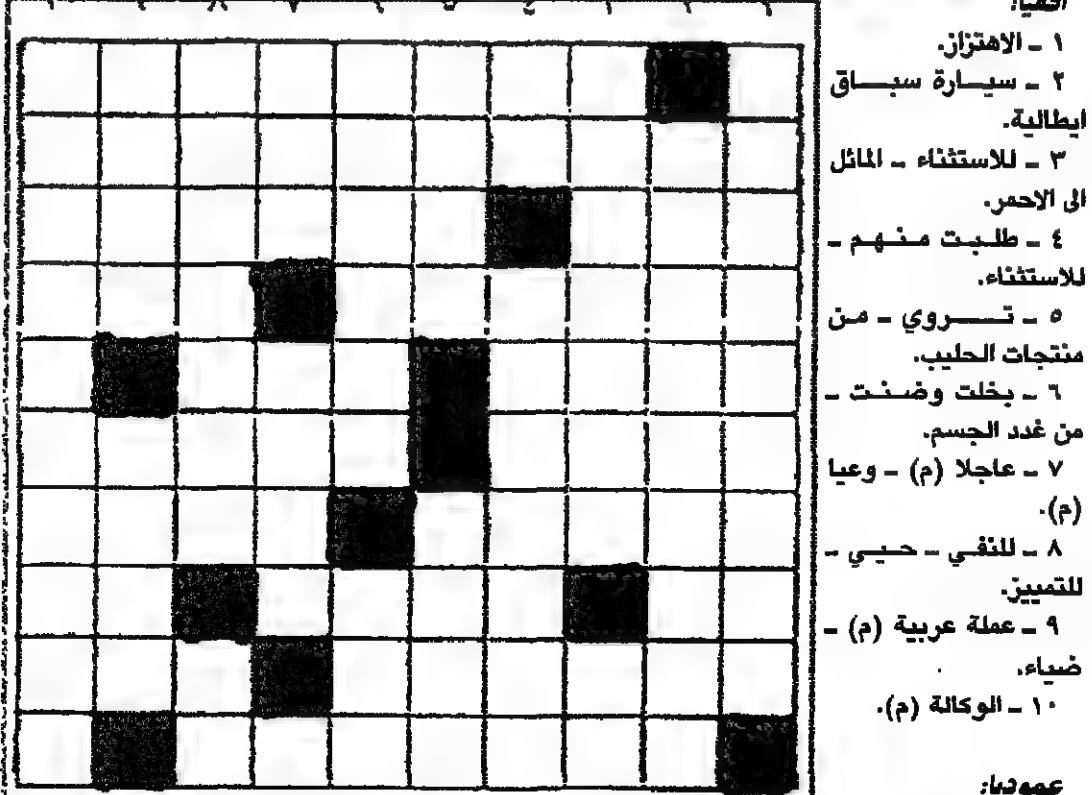 افقيا:
١ - الاهتزاز.
٢ - سيارة سباق
ايطالية.
٣ - للاستثناء - المائل
الى الاحمر.
٤ - طلبت منهم -
للاستثناء.
٥ - تروي - من
منتجات الحليب.
٦ - بخلت وضنت -
من غدد الجسم.
٧ - عاجلا (م) - وعيا
(م).
٨ - للنفي - حيي -
للتمييز.
٩ - عملة عربية (م) -
ضياء.
١٠ - الوكالة (م).
عموديا: